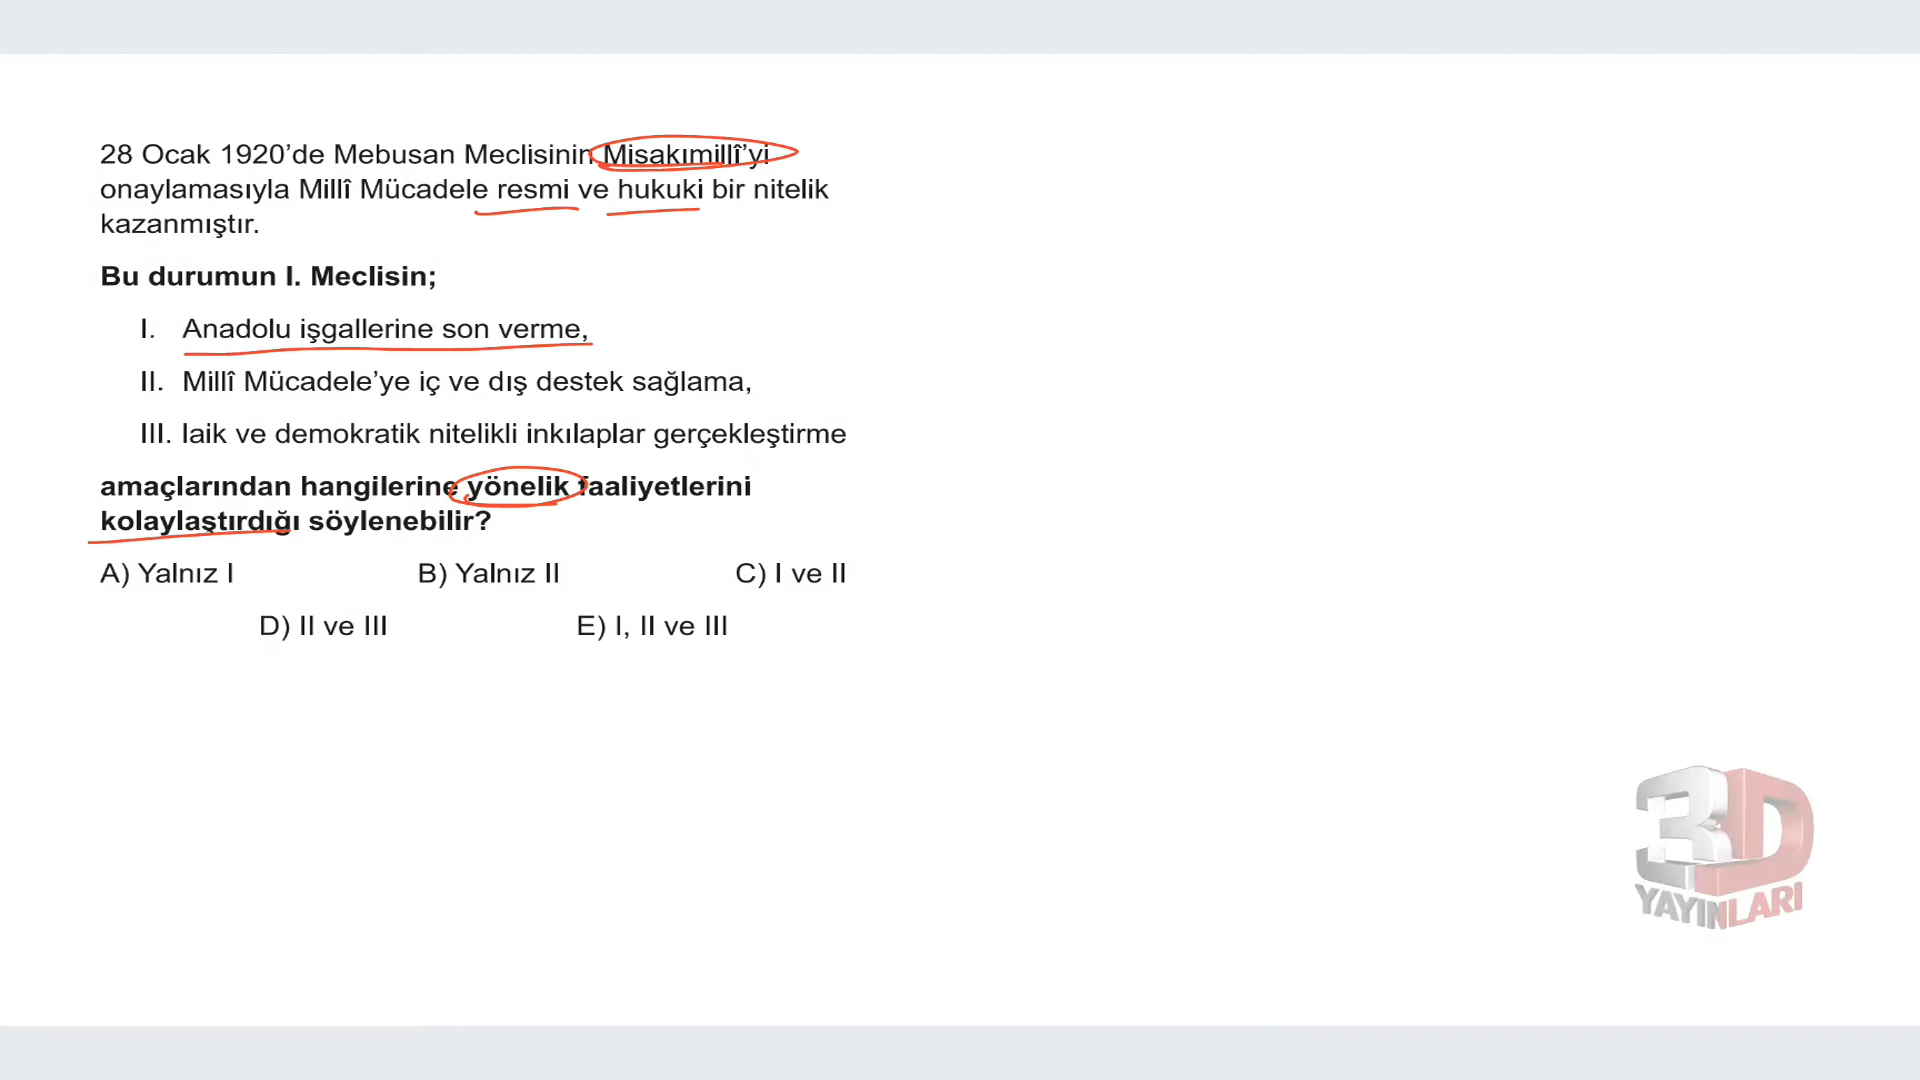 28 Ocak 1920’de Mebusan Meclisinin Misakımillî’yi
onaylamasıyla Millî Mücadele resmi ve hukuki bir nitelik
kazanmıştır.
Bu durumun I. Meclisin;
I. Anadolu işgallerine son verme,
II. Millî Mücadele’ye iç ve dış destek sağlama,
III. laik ve demokratik nitelikli inkılaplar gerçekleştirme
amaçlarından hangilerine yönelik faaliyetlerini
kolaylaştırdığı söylenebilir?
A) Yalnız I B) Yalnız II C) I ve II
D) II ve III E) I, II ve III
3D
YAYINLARI